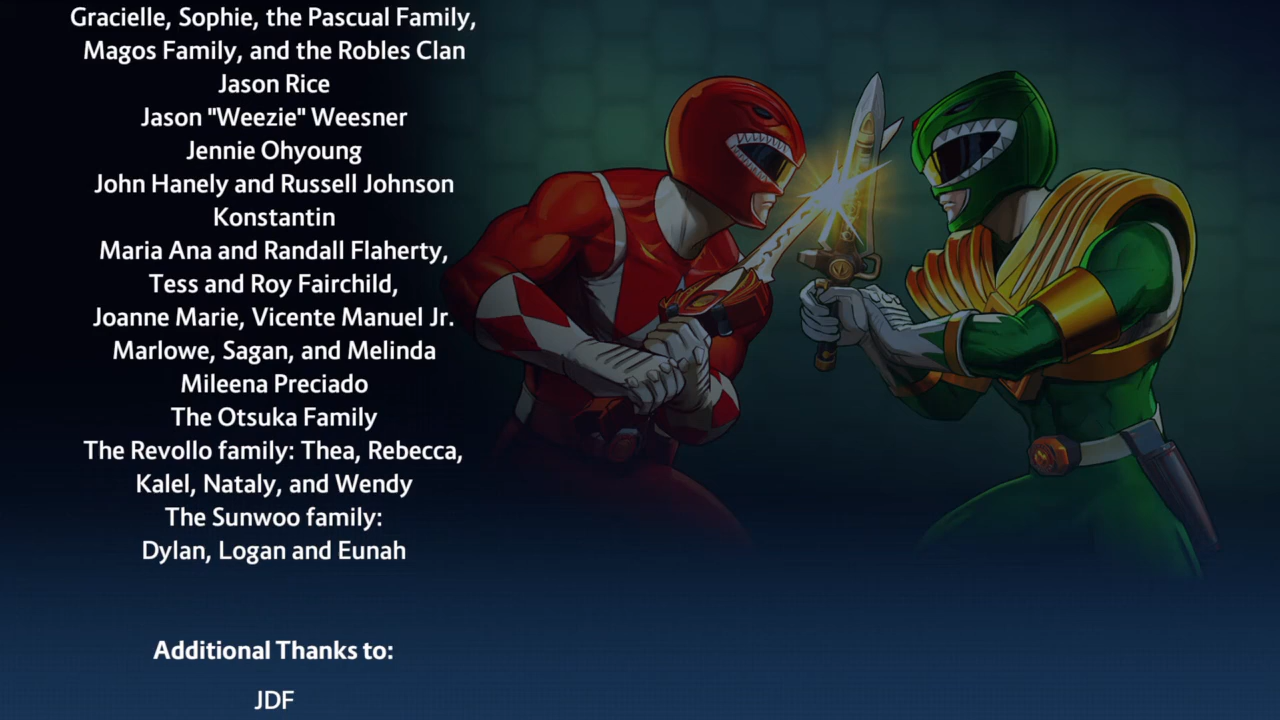 Gracielle, Sophie, the Pascual Family,
Magos Family, and the Robles Clan
Jason Rice
Jason "Weezie" Weesner
Jennie Ohyoung
John Hanely and Russell Johnson
Konstantin
Maria Ana and Randall Flaherty,
Tess and Roy Fairchild,
Joanne Marie, Vicente Manuel Jr.
Marlowe, Sagan, and Melinda
Mileena Preciado
The Otsuka Family
The Revollo family: Thea, Rebecca,
Kalel, Nataly, and Wendy
The Sunwoo family:
Dylan, Logan and Eunah
Additional Thanks to:
JDF